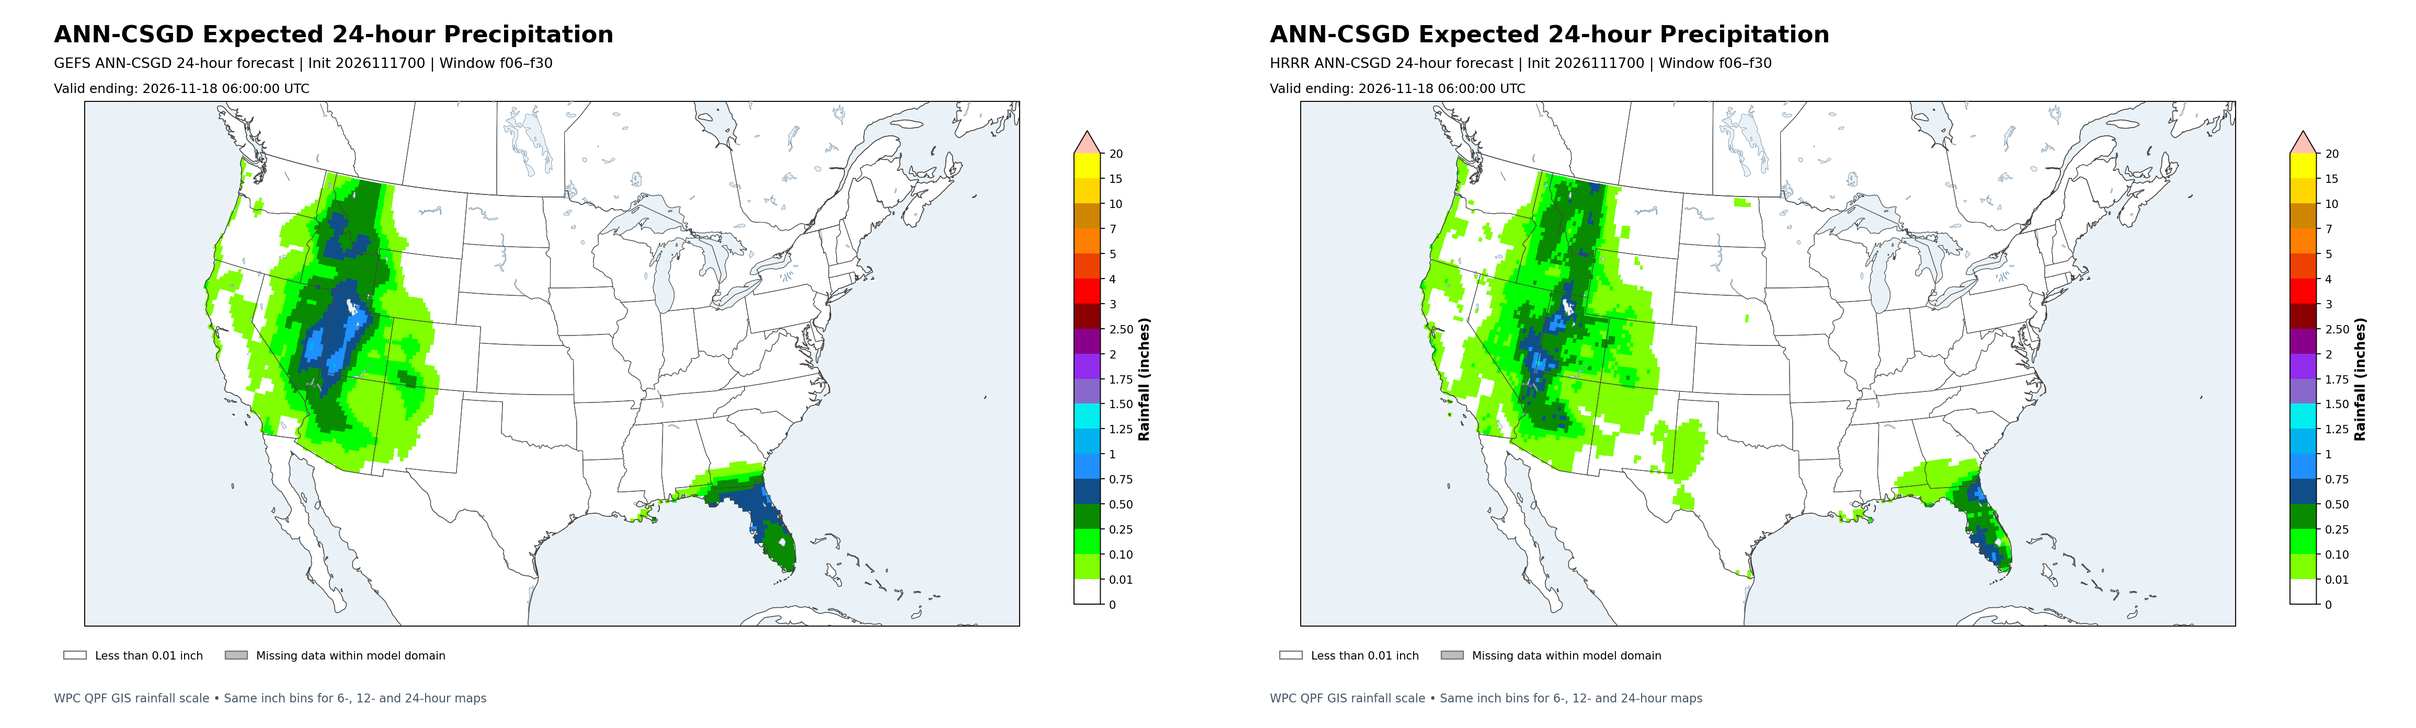 ANN-CSGD Expected 24-hour Precipitation
GEFS ANN-CSGD 24-hour forecast | Init 2026111700 | Window f06–f30
Valid ending: 2026-11-18 06:00:00 UTC
20
15
10
7
5
4
3
2.50
2
1.75
1.50
1.25
1
0.75
0.50
0.25
0.10
0.01
0
Rainfall (inches)
Less than 0.01 inch
Missing data within model domain
WPC QPF GIS rainfall scale • Same inch bins for 6-, 12- and 24-hour maps
ANN-CSGD Expected 24-hour Precipitation
HRRR ANN-CSGD 24-hour forecast | Init 2026111700 | Window f06–f30
Valid ending: 2026-11-18 06:00:00 UTC
20
15
10
7
5
4
3
2.50
2
1.75
1.50
1.25
1
0.75
0.50
0.25
0.10
0.01
0
Rainfall (inches)
Less than 0.01 inch
Missing data within model domain
WPC QPF GIS rainfall scale • Same inch bins for 6-, 12- and 24-hour maps